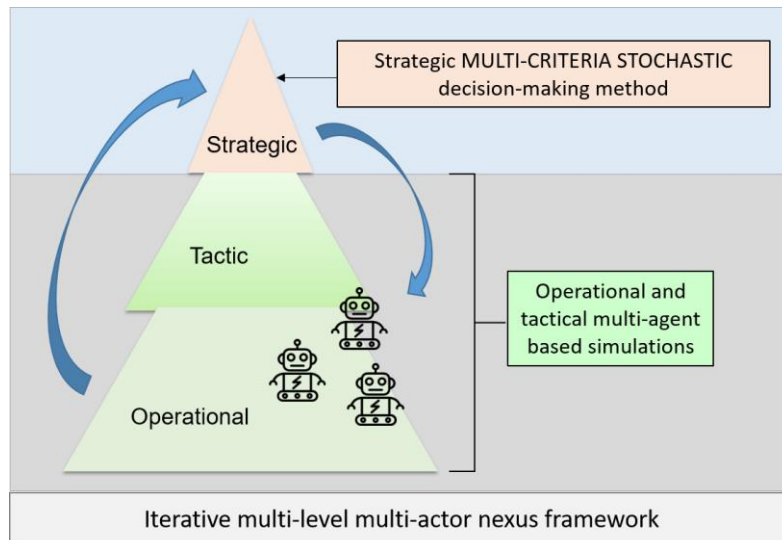 Strategic MULTI-CRITERIA STOCHASTIC
decision-making method
Strategic
Tactic
Operational and
tactical multi-agent
based simulations
Operational
Iterative multi-level multi-actor nexus framework